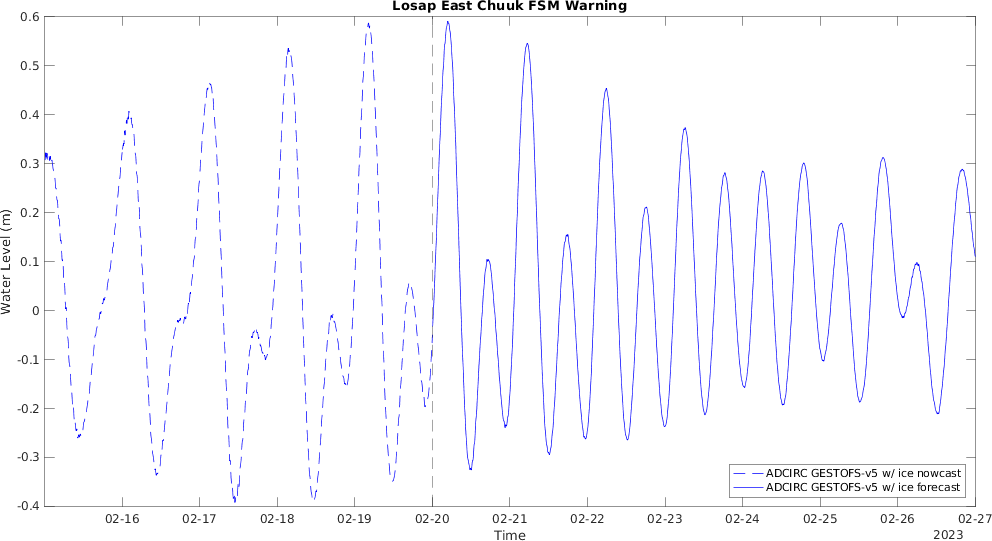 Losap East Chuuk FSM Warning
0.6
0.5
0.4
0.3
0.2
0.1
0
-0.1
-0.2
-0.3
-0.4
Water Level (m)
ADCIRC GESTOFS-v5 w/ ice nowcast
ADCIRC GESTOFS-v5 w/ ice forecast
02-16 02-17 02-18 02-19 02-20 02-21 02-22 02-23 02-24 02-25 02-26 02-27
Time
2023